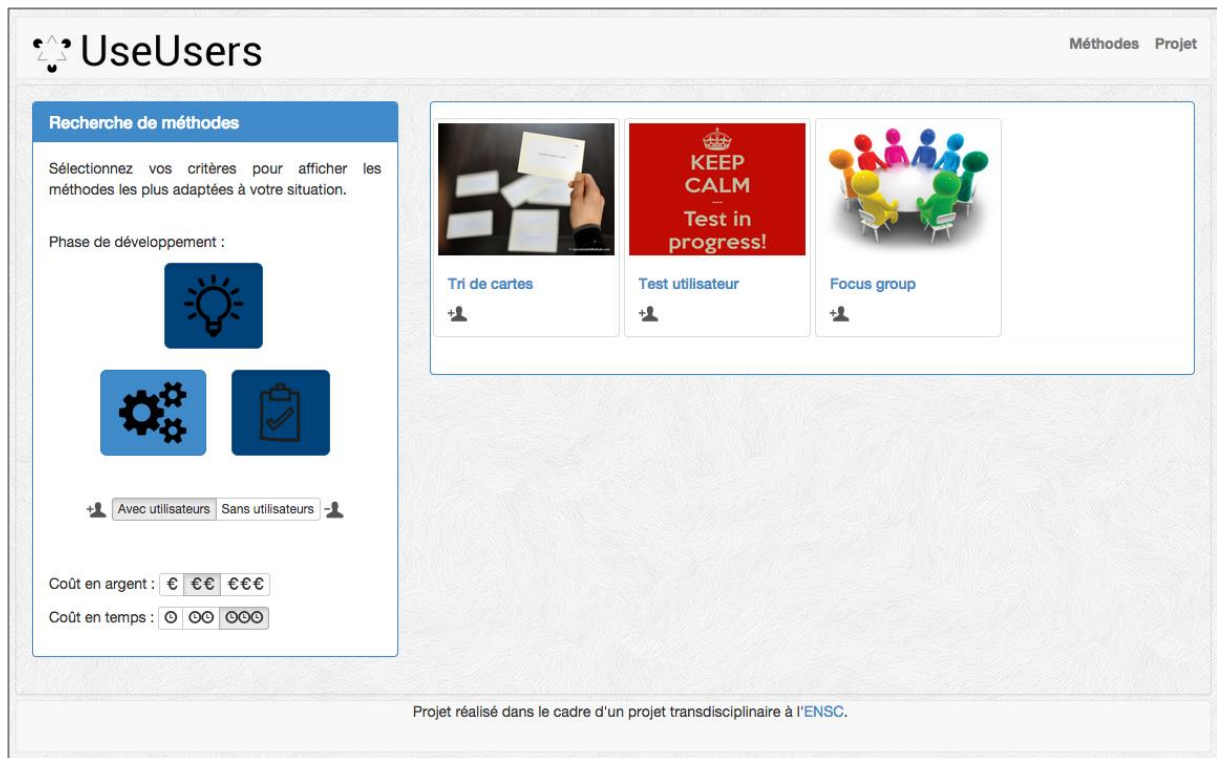 UseUsers
Méthodes Projet
Recherche de méthodes
Sélectionnez vos critères pour afficher les
méthodes les plus adaptées à votre situation.
Phase de développement :
Avec utilisateurs Sans utilisateurs
Coût en argent : € €€ €€€
Coût en temps :
KEEP
CALM
Test in
progress!
Tri de cartes
Test utilisateur
Focus group
Projet réalisé dans le cadre d'un projet transdisciplinaire à l'ENSC.